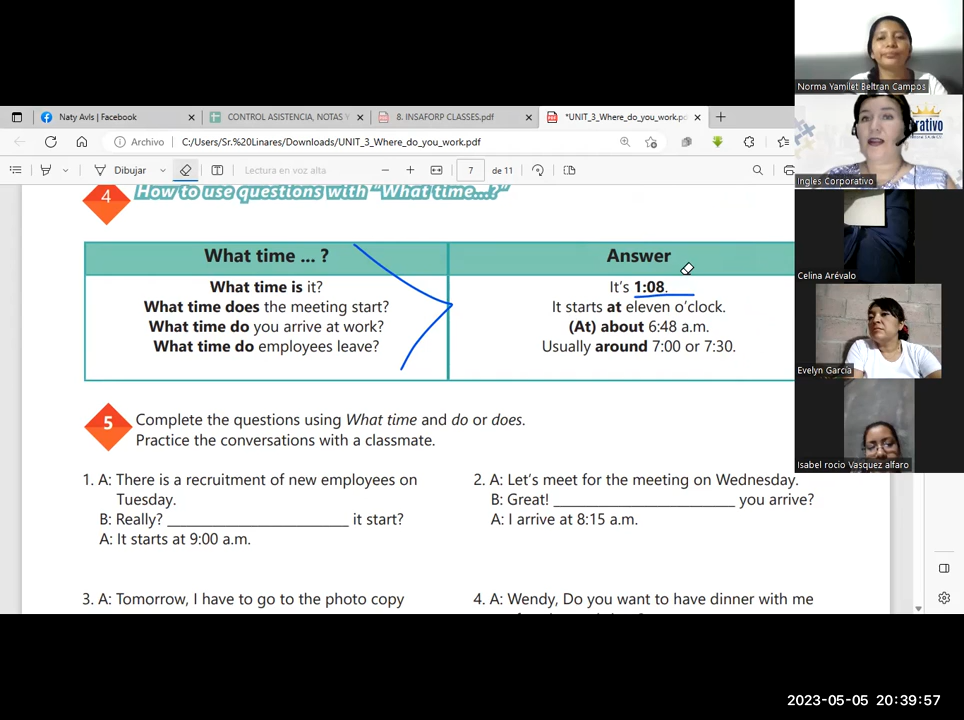 Norma Yamilet Beltran Campos
Naty Avls | Facebook
CONTROL ASISTENCIA, NOTAS Y
8. INSAFORP CLASSES.pdf
*UNIT_3_Where_do_you_work.pd
Archivo
C:/Users/Sr.%20Linares/Downloads/UNIT_3_Where_do_you_work.pdf
Dibujar
Lectura en voz alta
7
de 11
Ingles Corporativo
4
How to use questions with "What time...?"
What time ... ?
Answer
What time is it?
It's 1:08.
What time does the meeting start?
It starts at eleven o'clock.
What time do you arrive at work?
(At) about 6:48 a.m.
What time do employees leave?
Usually around 7:00 or 7:30.
Celina Arévalo
Evelyn García
Isabel rocio Vasquez alfaro
5
Complete the questions using What time and do or does.
Practice the conversations with a classmate.
1. A: There is a recruitment of new employees on
Tuesday.
B: Really? ________________________ it start?
A: It starts at 9:00 a.m.
2. A: Let's meet for the meeting on Wednesday.
B: Great! ________________________ you arrive?
A: I arrive at 8:15 a.m.
3. A: Tomorrow, I have to go to the photo copy
4. A: Wendy, Do you want to have dinner with me
2023-05-05 20:39:57